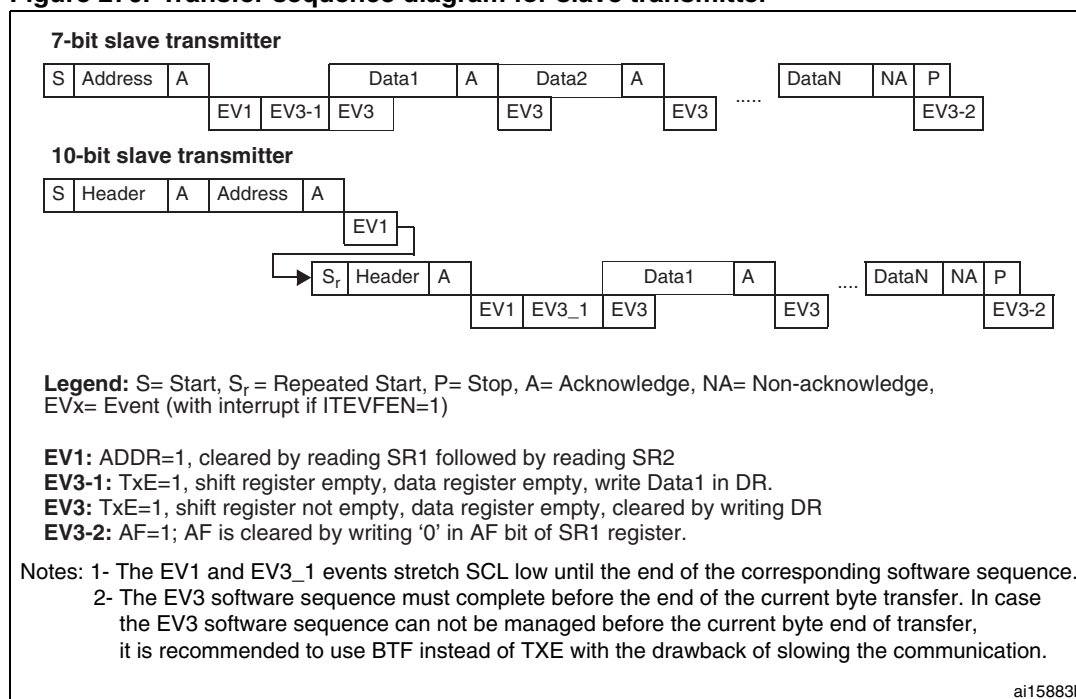 7-bit slave transmitter
S Address A Data1 A Data2 A ..... DataN NA P
EV1 EV3-1 EV3 EV3 EV3 EV3-2
10-bit slave transmitter
S Header A Address A
EV1
Sr Header A Data1 A .... DataN NA P
EV1 EV3_1 EV3 EV3 EV3-2
Legend: S= Start, Sr = Repeated Start, P= Stop, A= Acknowledge, NA= Non-acknowledge,
EVx= Event (with interrupt if ITEVFEN=1)
EV1: ADDR=1, cleared by reading SR1 followed by reading SR2
EV3-1: TxE=1, shift register empty, data register empty, write Data1 in DR.
EV3: TxE=1, shift register not empty, data register empty, cleared by writing DR
EV3-2: AF=1; AF is cleared by writing ‘0’ in AF bit of SR1 register.
Notes: 1- The EV1 and EV3_1 events stretch SCL low until the end of the corresponding software sequence.
2- The EV3 software sequence must complete before the end of the current byte transfer. In case
the EV3 software sequence can not be managed before the current byte end of transfer,
it is recommended to use BTF instead of TXE with the drawback of slowing the communication.